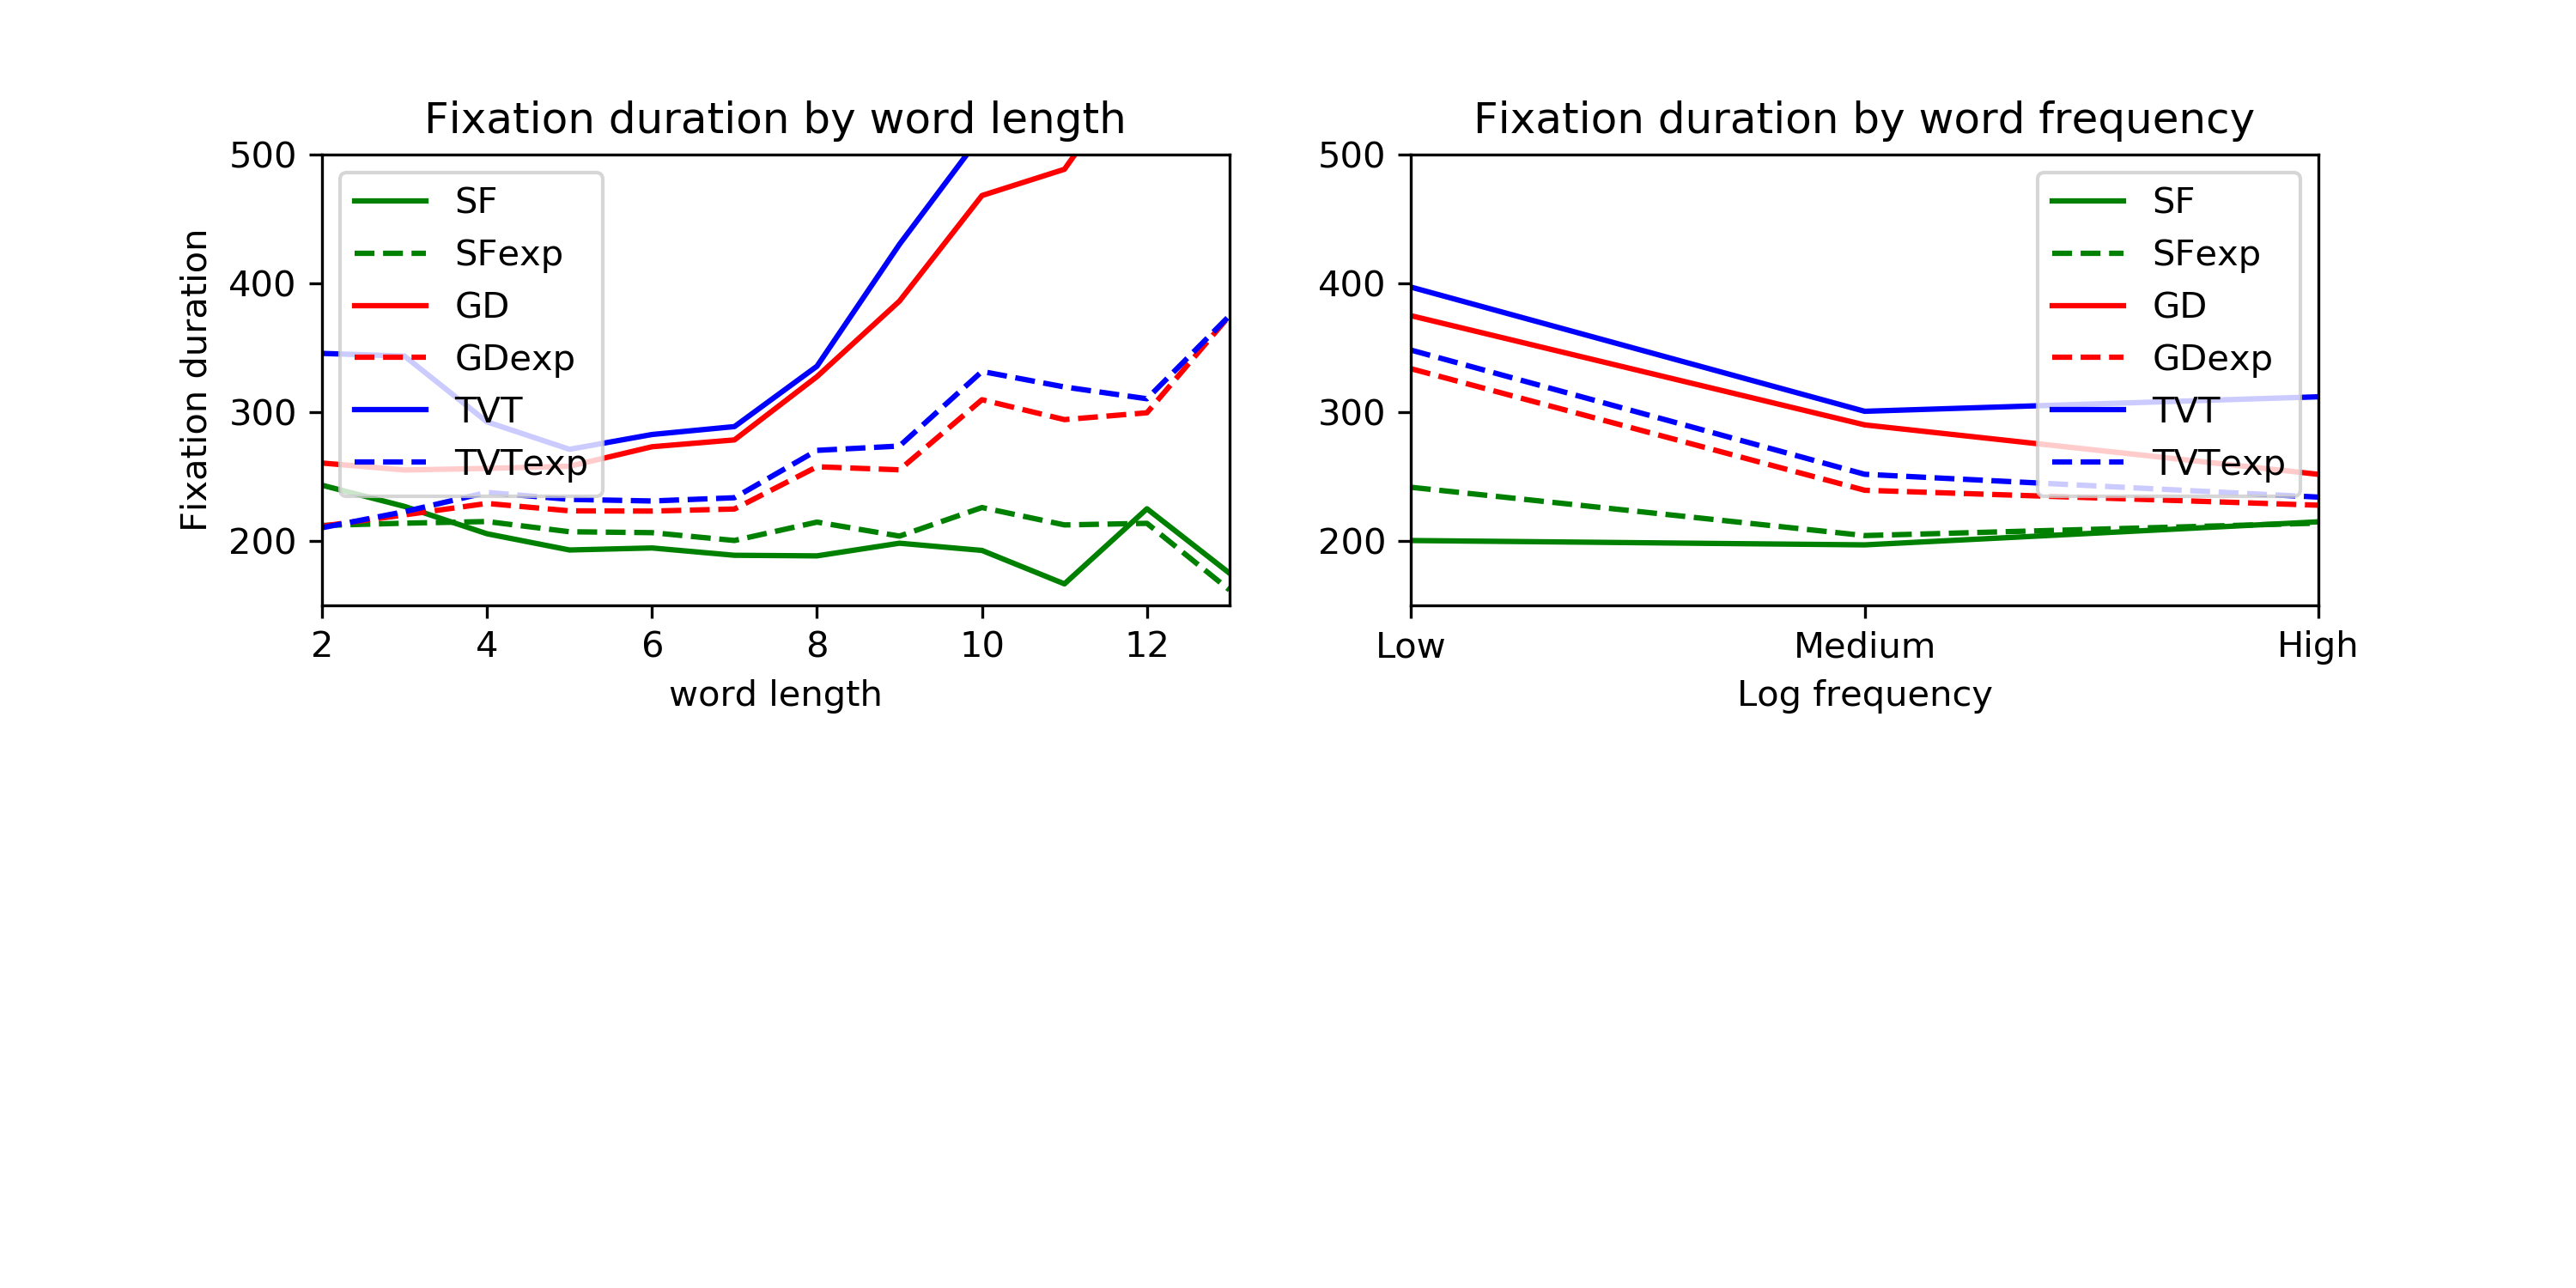 Fixation duration by word length
500
400
300
200
Fixation duration
SF
SFexp
GD
GDexp
TVT
TVTexp
2 4 6 8 10 12
word length
Fixation duration by word frequency
500
400
300
200
SF
SFexp
GD
GDexp
TVT
TVTexp
Low Medium High
Log frequency